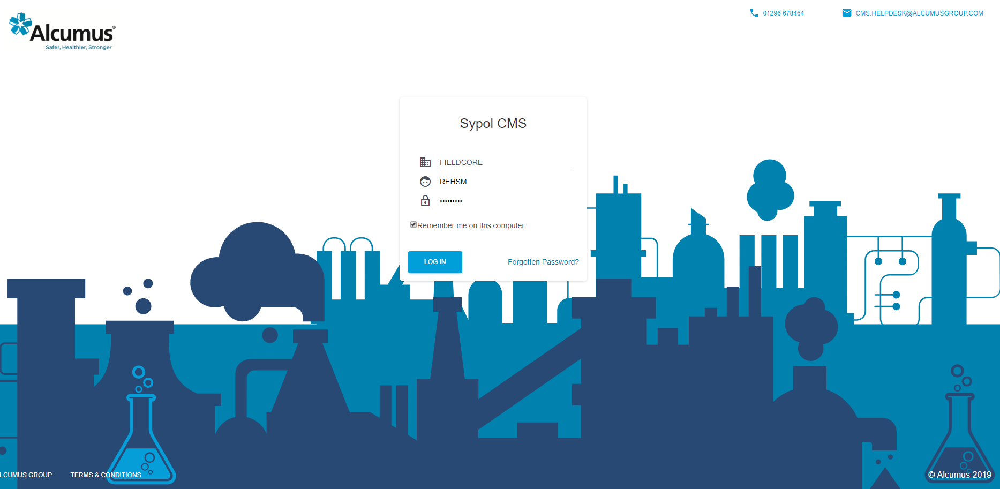 01296 678464
CMS.HELPDESK@ALCUMUSGROUP.COM
Alcumus®
Safer, Healthier, Stronger
Sypol CMS
FIELDCORE
REHSM
•••••••••
Remember me on this computer
LOG IN
Forgotten Password?
LCUMUS GROUP
TERMS & CONDITIONS
© Alcumus 2019